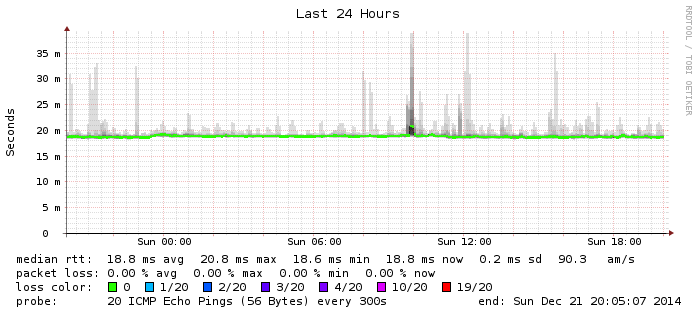 Last 24 Hours
RRDTOOL / TOBI OETIKER
Seconds
35 m
30 m
25 m
20 m
15 m
10 m
5 m
0
Sun 00:00 Sun 06:00 Sun 12:00 Sun 18:00
median rtt: 18.8 ms avg 20.8 ms max 18.6 ms min 18.8 ms now 0.2 ms sd 90.3 am/s
packet loss: 0.00 % avg 0.00 % max 0.00 % min 0.00 % now
loss color: 0 1/20 2/20 3/20 4/20 10/20 19/20
probe: 20 ICMP Echo Pings (56 Bytes) every 300s end: Sun Dec 21 20:05:07 2014